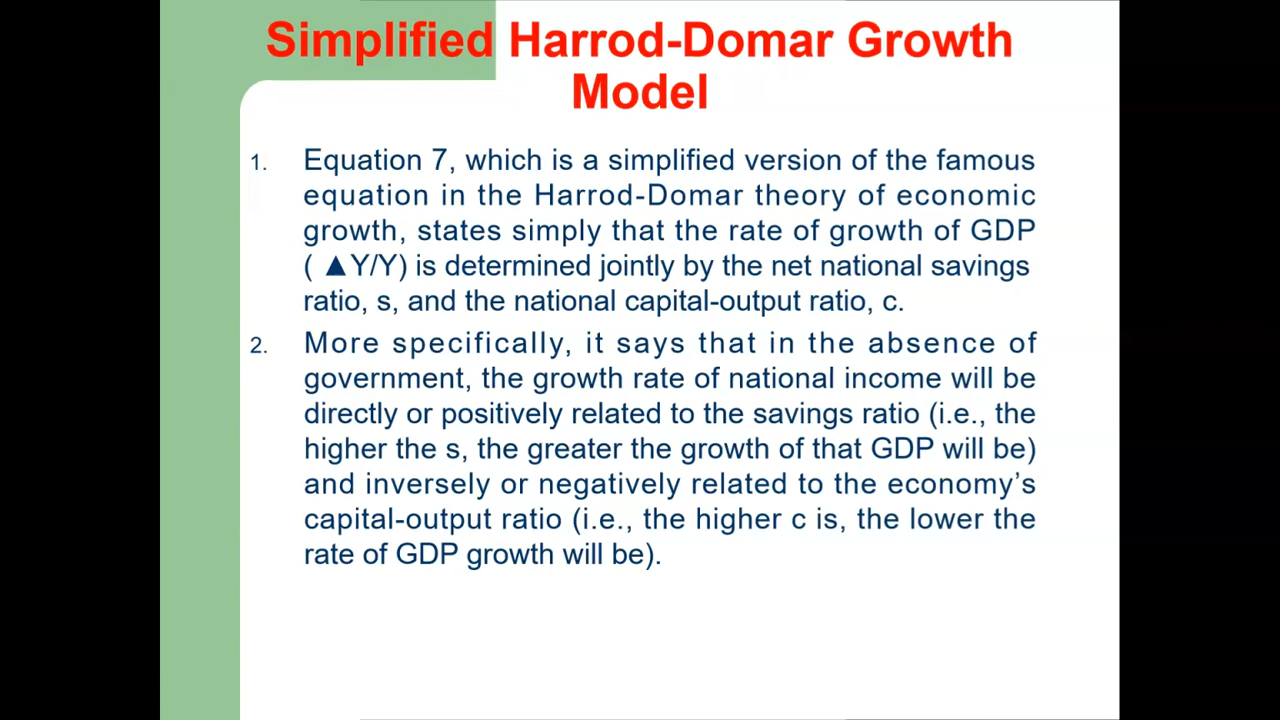 Simplified Harrod-Domar Growth
Model
1. Equation 7, which is a simplified version of the famous
equation in the Harrod-Domar theory of economic
growth, states simply that the rate of growth of GDP
( ▲Y/Y) is determined jointly by the net national savings
ratio, s, and the national capital-output ratio, c.
2. More specifically, it says that in the absence of
government, the growth rate of national income will be
directly or positively related to the savings ratio (i.e., the
higher the s, the greater the growth of that GDP will be)
and inversely or negatively related to the economy’s
capital-output ratio (i.e., the higher c is, the lower the
rate of GDP growth will be).